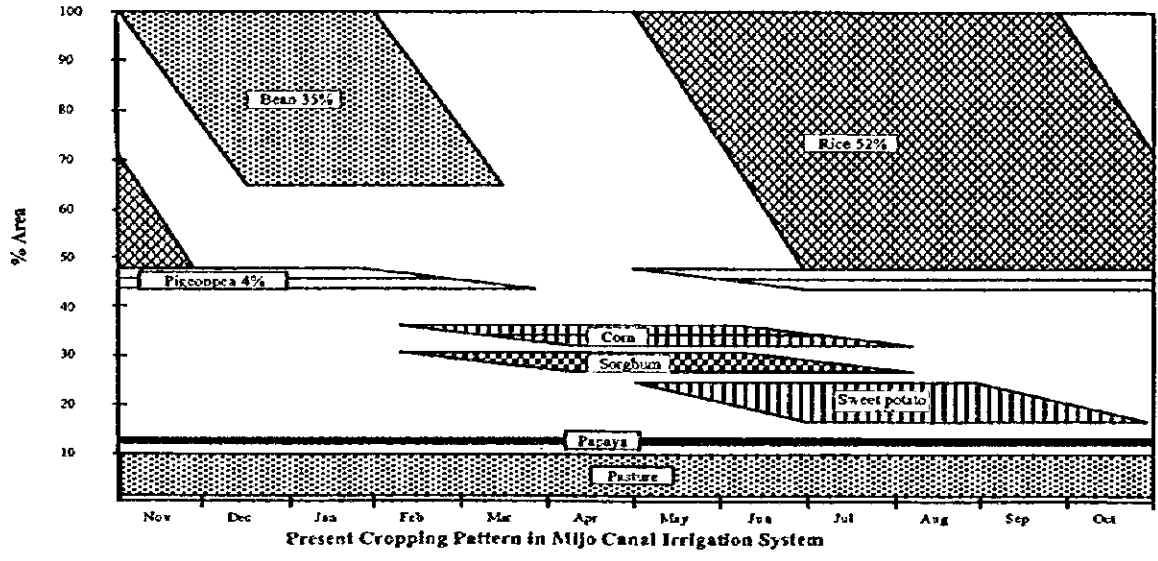 100
90
80
70
60
50
40
30
20
10
% Area
Bean 35%
Rice 52%
Pigeonpea 4%
Corn
Sorghum
Sweet potato
Papaya
Pasture
Nov Dec Jan Feb Mar Apr May Jun Jul Aug Sep Oct
Present Cropping Pattern in Mijo Canal Irrigation System